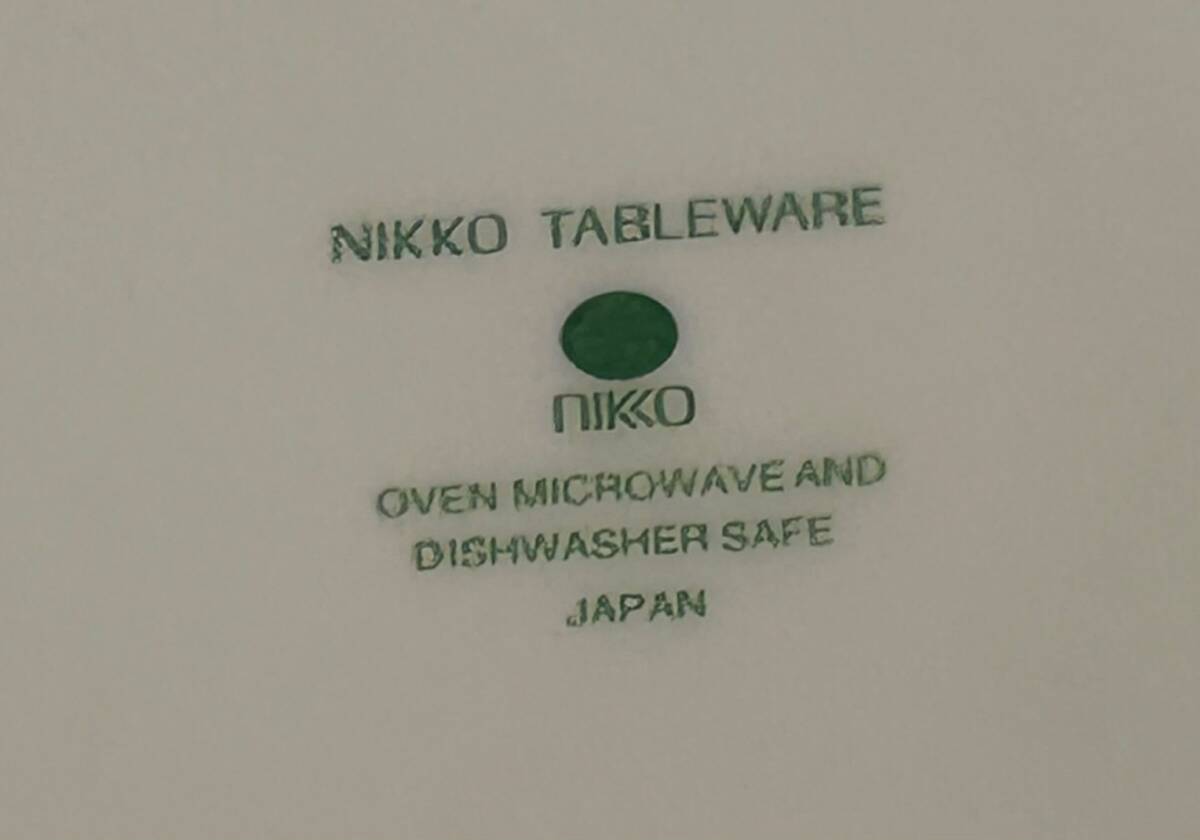 NIKKO TABLEWARE
NIKKO
OVEN MICROWAVE AND
DISHWASHER SAFE
JAPAN